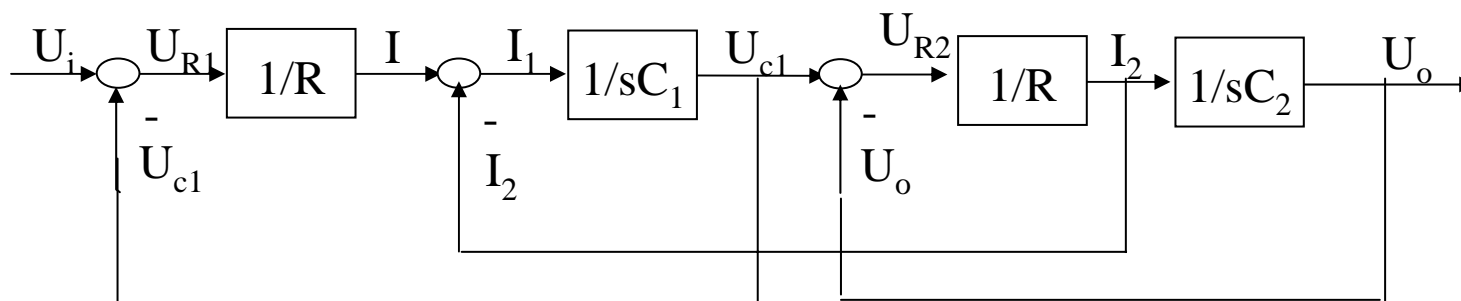 U_i U_R1 1/R I I_1 1/sC_1 U_c1 U_R2 1/R I_2 1/sC_2 U_o
- - -
U_c1 I_2 U_o